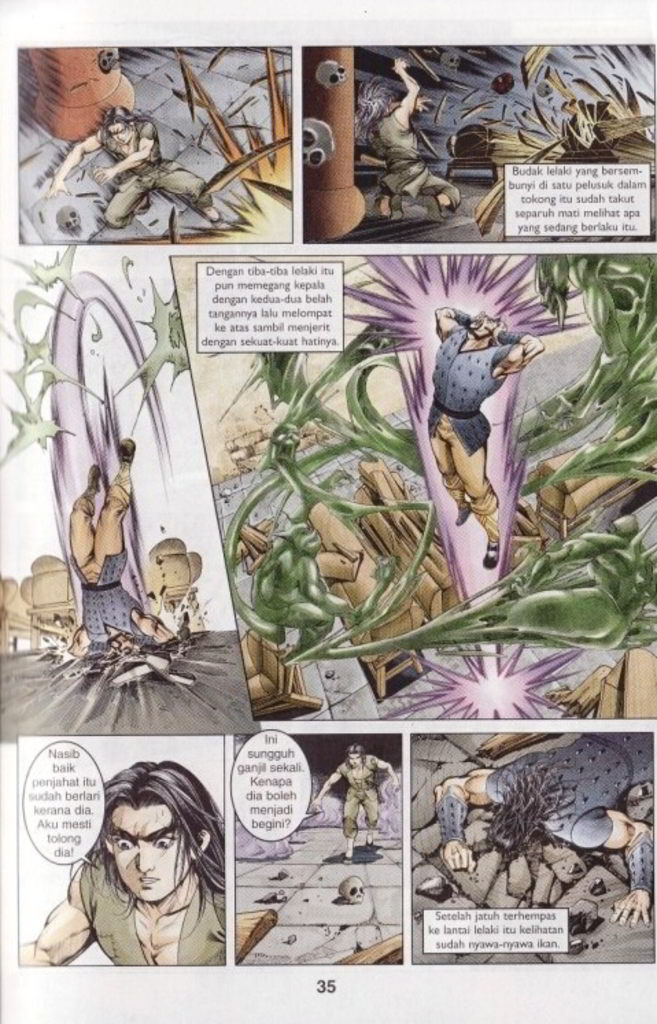 Budak lelaki yang bersem-
bunyi di satu pelusuk dalam
tokong itu sudah takut
separuh mati melihat apa
yang sedang berlaku itu.
Dengan tiba-tiba lelaki itu
pun memegang kepala
dengan kedua-dua belah
tangannya lalu melompat
ke atas sambil menjerit
dengan sekuat-kuat hatinya.
Nasib
baik
penjahat itu
sudah berlari
kerana dia.
Aku mesti
tolong
dia!
Ini
sungguh
ganjil sekali.
Kenapa
dia boleh
menjadi
begini?
Setelah jatuh terhempas
ke lantai lelaki itu kelihatan
sudah nyawa-nyawa ikan.
35